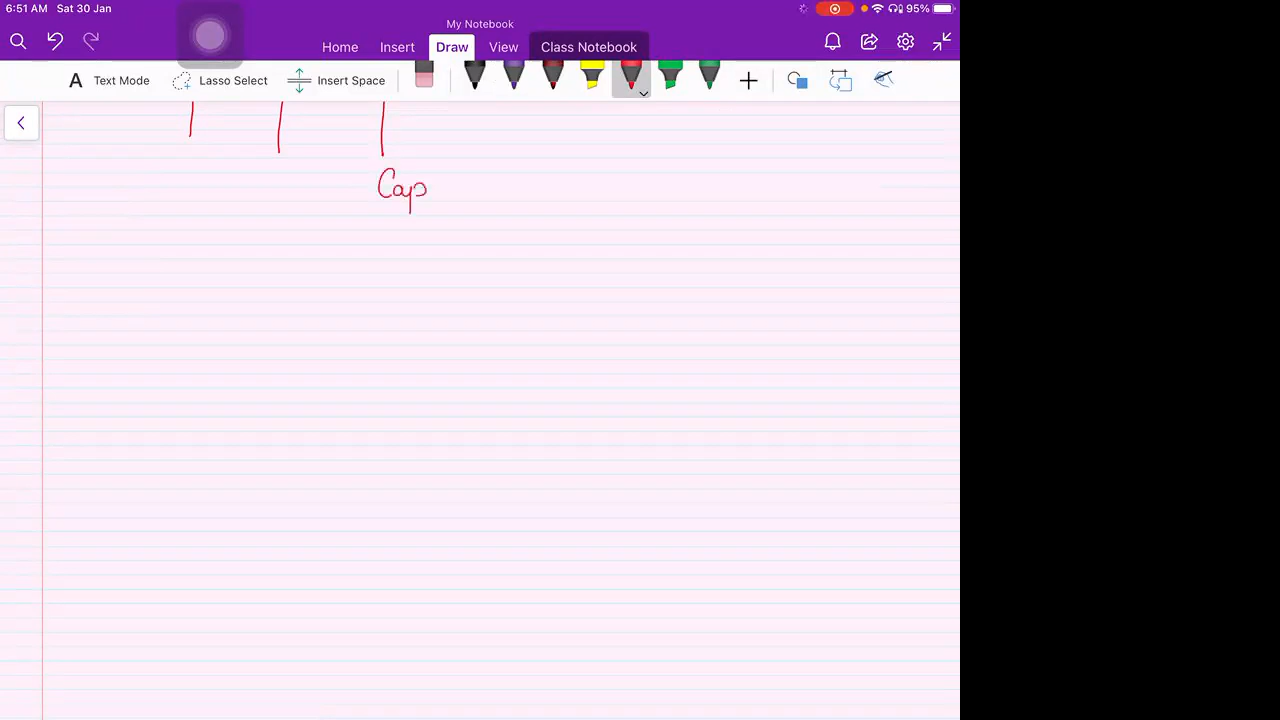 6:51 AM Sat 30 Jan 95%
My Notebook
Home Insert Draw View Class Notebook
A Text Mode Lasso Select Insert Space
Cap